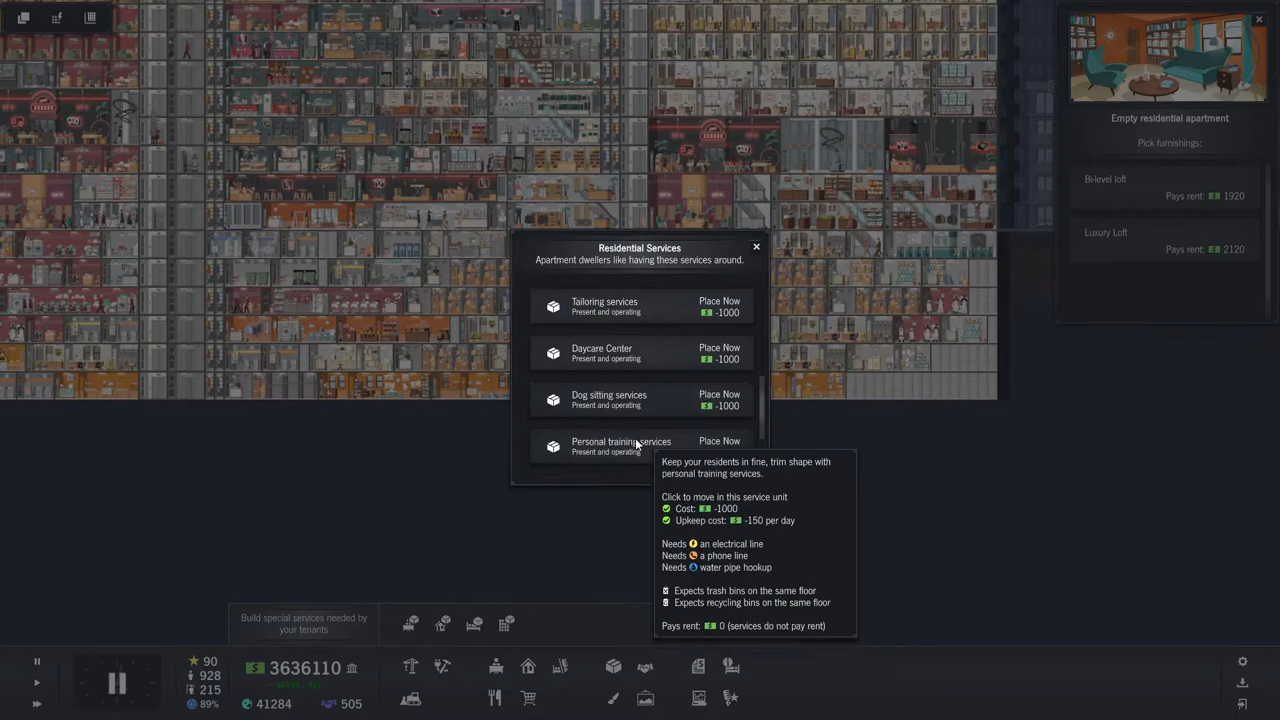 Empty residential apartment
Pick furnishings:
Bi-level loft
Pays rent: 1920
Luxury Loft
Pays rent: 2120
Residential Services
Apartment dwellers like having these services around.
Tailoring services
Present and operating
Place Now
-1000
Daycare Center
Present and operating
Place Now
-1000
Dog sitting services
Present and operating
Place Now
-1000
Personal training services
Present and operating
Place Now
Keep your residents in fine, trim shape with
personal training services.
Click to move in this service unit
Cost: -1000
Upkeep cost: -150 per day
Needs an electrical line
Needs a phone line
Needs water pipe hookup
Expects trash bins on the same floor
Expects recycling bins on the same floor
Pays rent: 0 (services do not pay rent)
Build special services needed by
your tenants
90
928
215
89%
3636110
41284
505